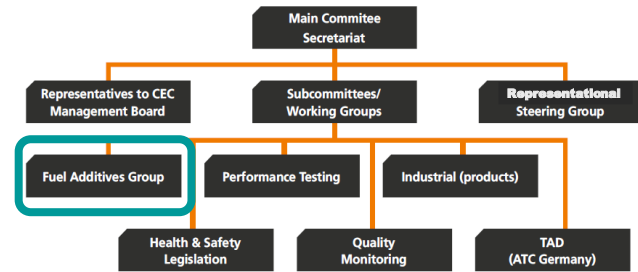 Main Commitee
Secretariat
Representatives to CEC
Management Board
Subcommittees/
Working Groups
Representational
Steering Group
Fuel Additives Group
Performance Testing
Industrial (products)
Health & Safety
Legislation
Quality
Monitoring
TAD
(ATC Germany)